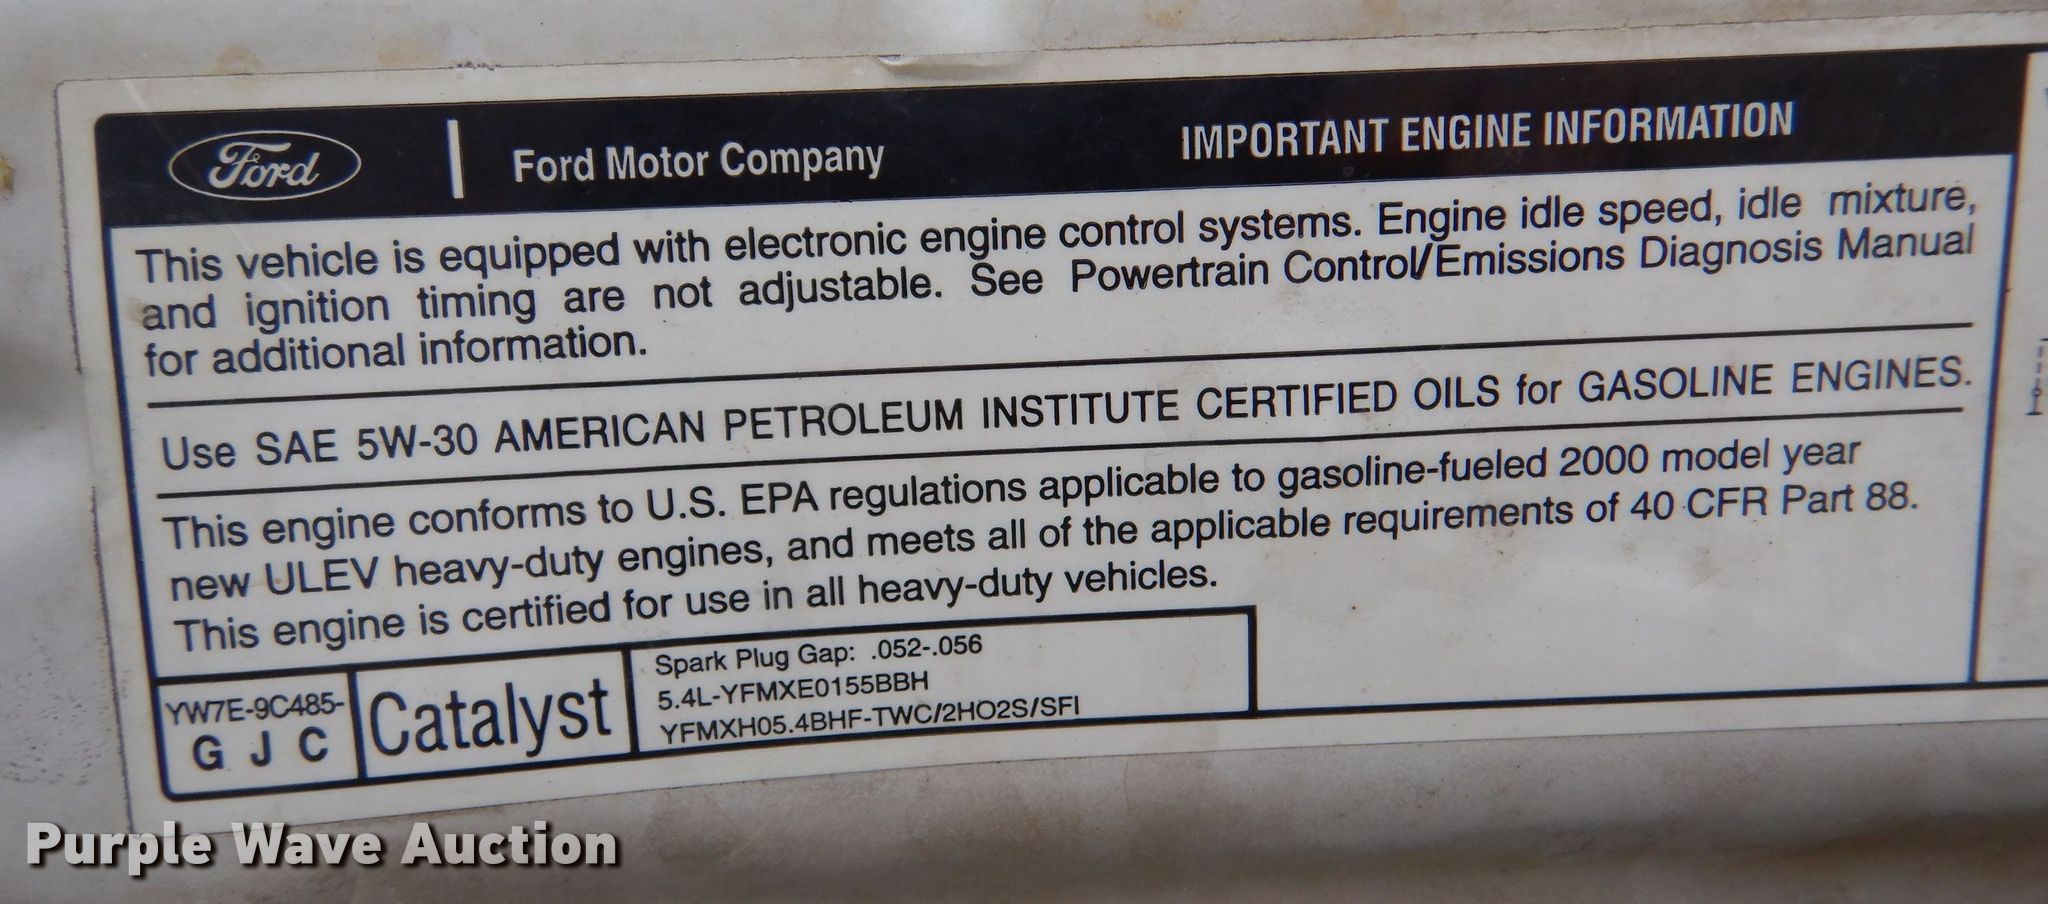 Ford
Ford Motor Company
IMPORTANT ENGINE INFORMATION
This vehicle is equipped with electronic engine control systems. Engine idle speed, idle mixture,
and ignition timing are not adjustable. See Powertrain Control/Emissions Diagnosis Manual
for additional information.
Use SAE 5W-30 AMERICAN PETROLEUM INSTITUTE CERTIFIED OILS for GASOLINE ENGINES.
This engine conforms to U.S. EPA regulations applicable to gasoline-fueled 2000 model year
new ULEV heavy-duty engines, and meets all of the applicable requirements of 40 CFR Part 88.
This engine is certified for use in all heavy-duty vehicles.
YW7E-9C485-
G J C
Catalyst
Spark Plug Gap: .052-.056
5.4L-YFMXE0155BBH
YFMXH05.4BHF-TWC/2HO2S/SFI
Purple Wave Auction